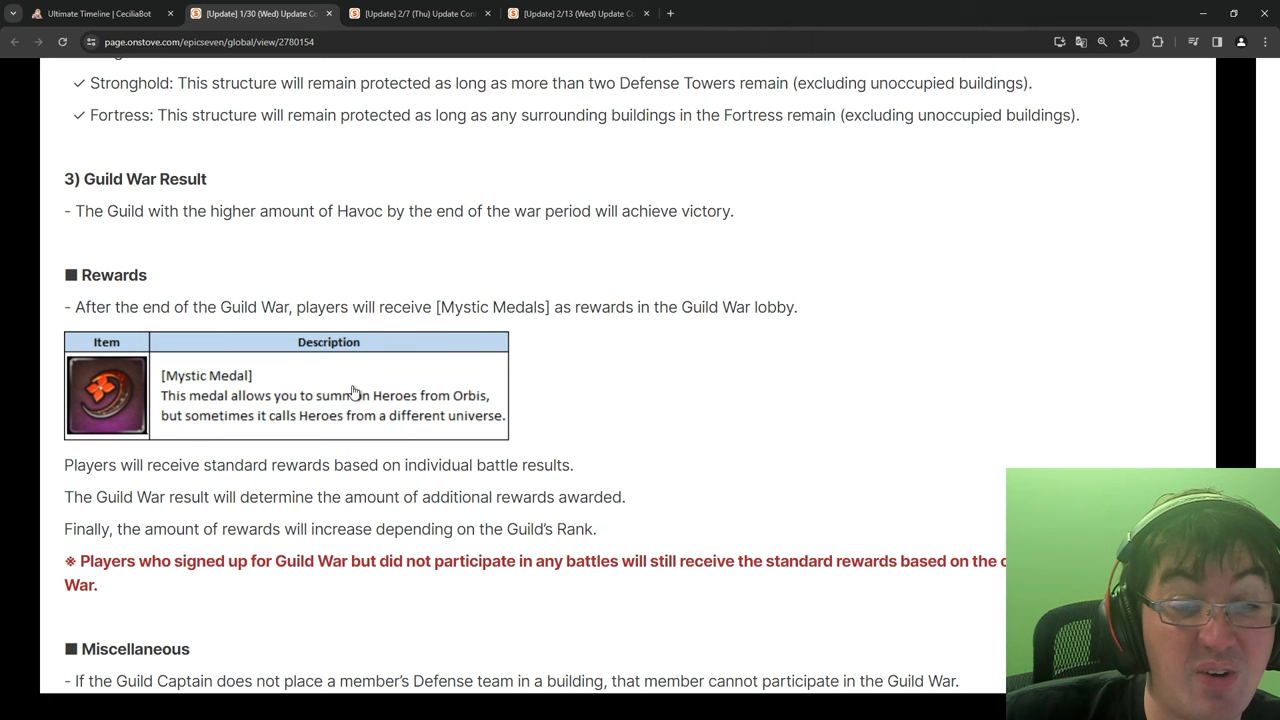 Ultimate Timeline | CeciliaBot
[Update] 1/30 (Wed) Update Co
[Update] 2/7 (Thu) Update Con
[Update] 2/13 (Wed) Update C
page.onstove.com/epicseven/global/view/2780154
✓ Stronghold: This structure will remain protected as long as more than two Defense Towers remain (excluding unoccupied buildings).
✓ Fortress: This structure will remain protected as long as any surrounding buildings in the Fortress remain (excluding unoccupied buildings).
3) Guild War Result
- The Guild with the higher amount of Havoc by the end of the war period will achieve victory.
■ Rewards
- After the end of the Guild War, players will receive [Mystic Medals] as rewards in the Guild War lobby.
Item Description
[Mystic Medal]
This medal allows you to summon Heroes from Orbis,
but sometimes it calls Heroes from a different universe.
Players will receive standard rewards based on individual battle results.
The Guild War result will determine the amount of additional rewards awarded.
Finally, the amount of rewards will increase depending on the Guild's Rank.
※ Players who signed up for Guild War but did not participate in any battles will still receive the standard rewards based on the
War.
■ Miscellaneous
- If the Guild Captain does not place a member's Defense team in a building, that member cannot participate in the Guild War.